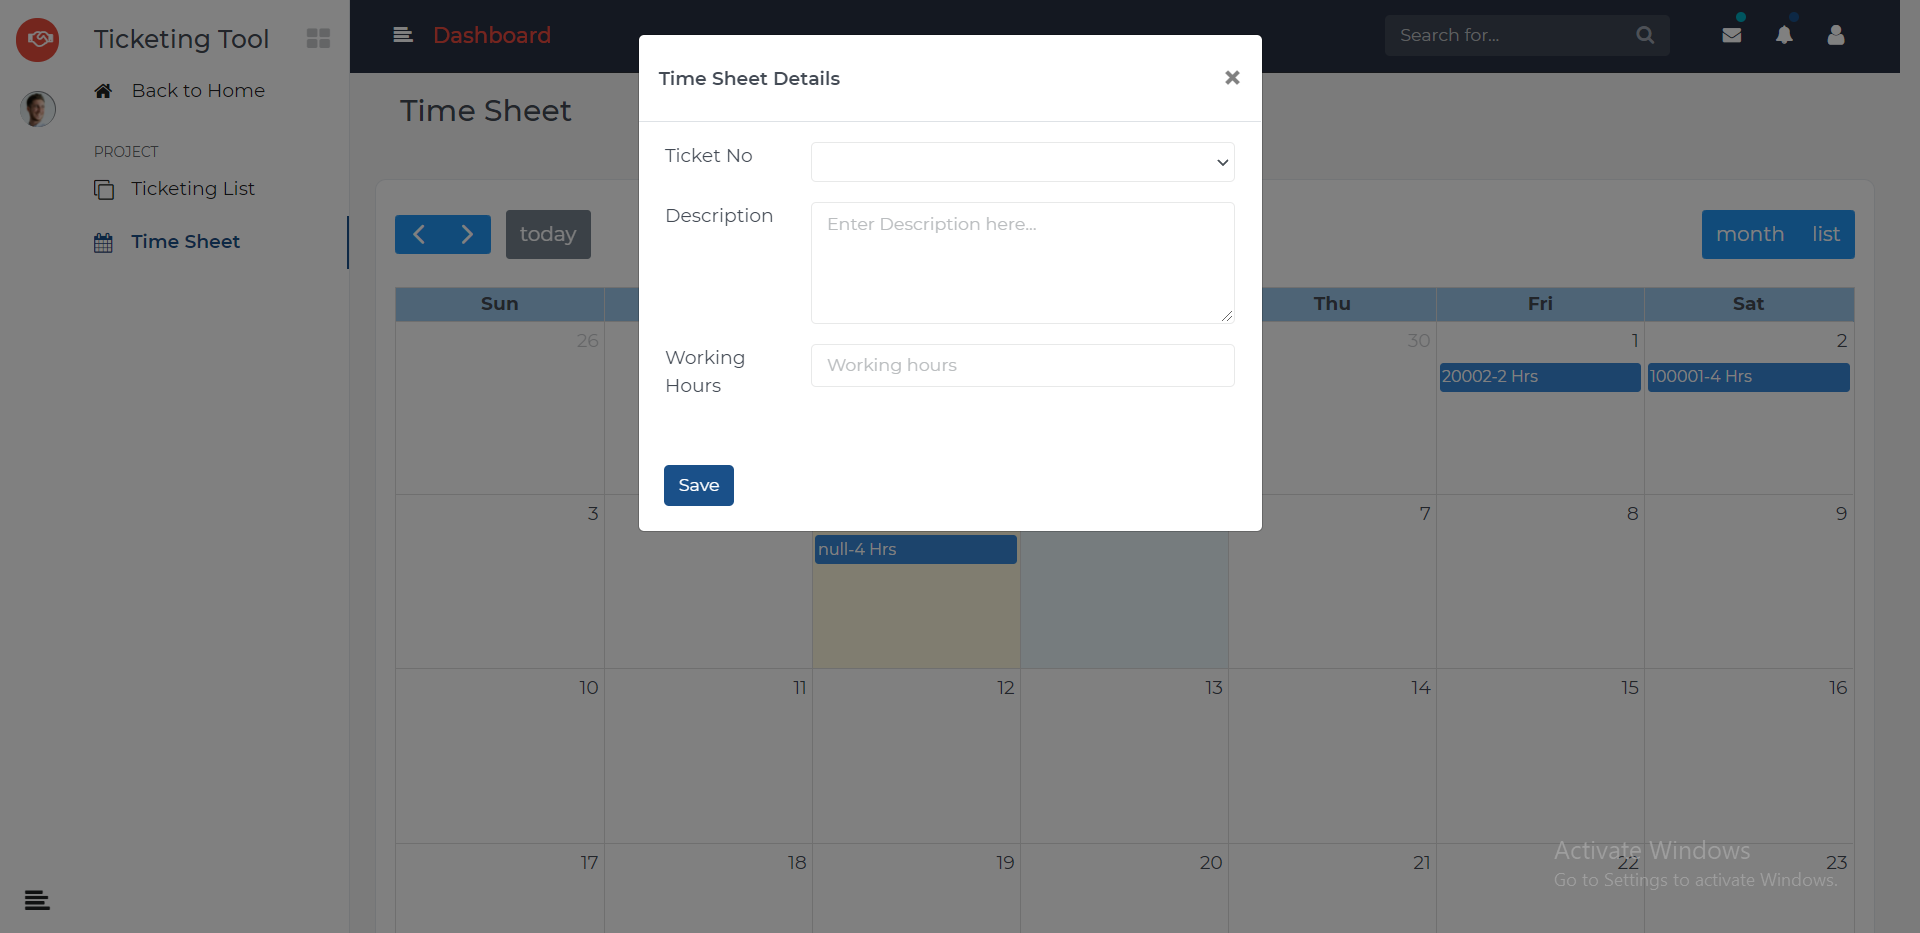 Ticketing Tool
Back to Home
PROJECT
Ticketing List
Time Sheet
Dashboard
Search for...
Time Sheet
today
month list
Time Sheet Details
Ticket No
Description
Enter Description here...
Working
Hours
Working hours
Save
Sun Thu Fri Sat
26 30 1 2
20002-2 Hrs 100001-4 Hrs
3 7 8 9
null-4 Hrs
10 11 12 13 14 15 16
17 18 19 20 21 22 23
Activate Windows
Go to Settings to activate Windows.